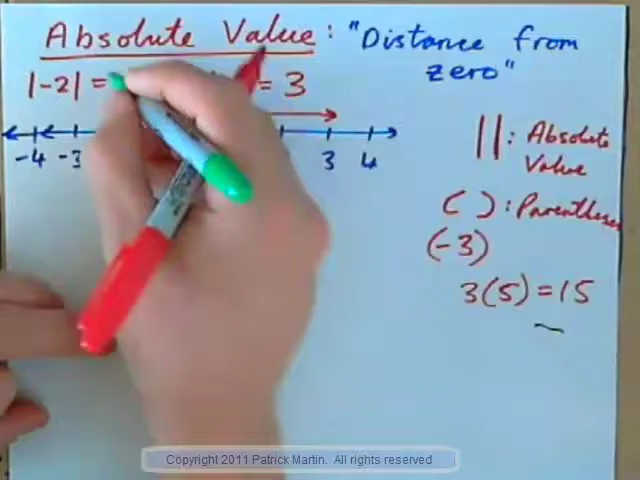 Absolute Value : "Distance from
zero"
|-2| =
= 3
-4 -3 3 4
| | : Absolute
Value
( ) : Parentheses
(-3)
3(5) = 15
Copyright 2011 Patrick Martin. All rights reserved